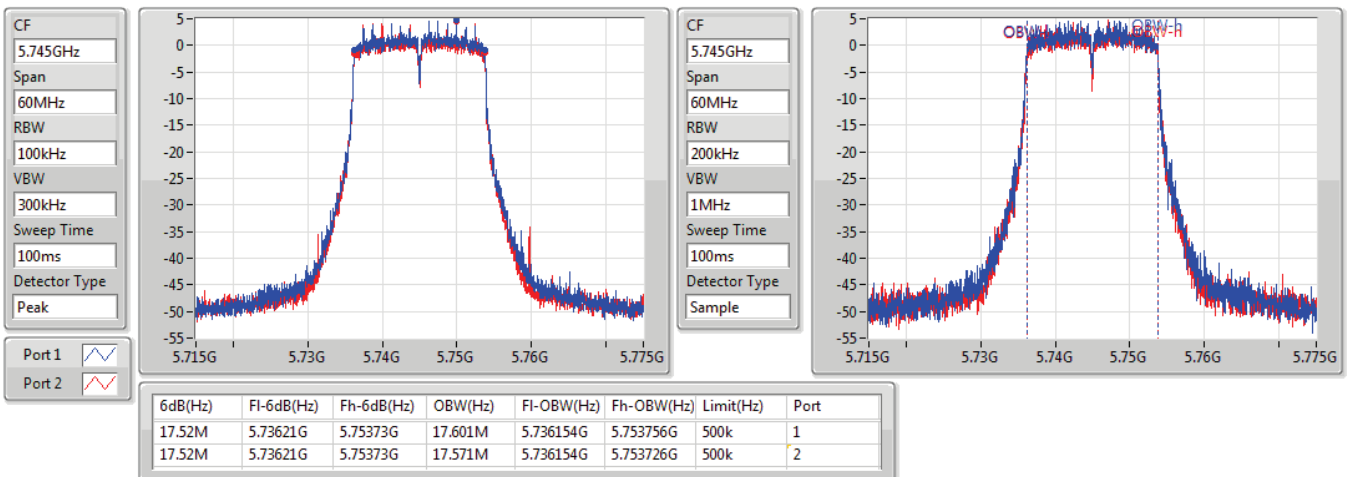 CF
5.745GHz
Span
60MHz
RBW
100kHz
VBW
300kHz
Sweep Time
100ms
Detector Type
Peak
5-
0-
-5-
-10-
-15-
-20-
-25-
-30-
-35-
-40-
-45-
-50-
-55-
5.715G 5.73G 5.74G 5.75G 5.76G 5.775G
Port 1
Port 2
CF
5.745GHz
Span
60MHz
RBW
200kHz
VBW
1MHz
Sweep Time
100ms
Detector Type
Sample
OBW-h
5-
0-
-5-
-10-
-15-
-20-
-25-
-30-
-35-
-40-
-45-
-50-
-55-
5.715G 5.73G 5.74G 5.75G 5.76G 5.775G
6dB(Hz) Fl-6dB(Hz) Fh-6dB(Hz) OBW(Hz) Fl-OBW(Hz) Fh-OBW(Hz) Limit(Hz) Port
17.52M 5.73621G 5.75373G 17.601M 5.736154G 5.753756G 500k 1
17.52M 5.73621G 5.75373G 17.571M 5.736154G 5.753726G 500k 2